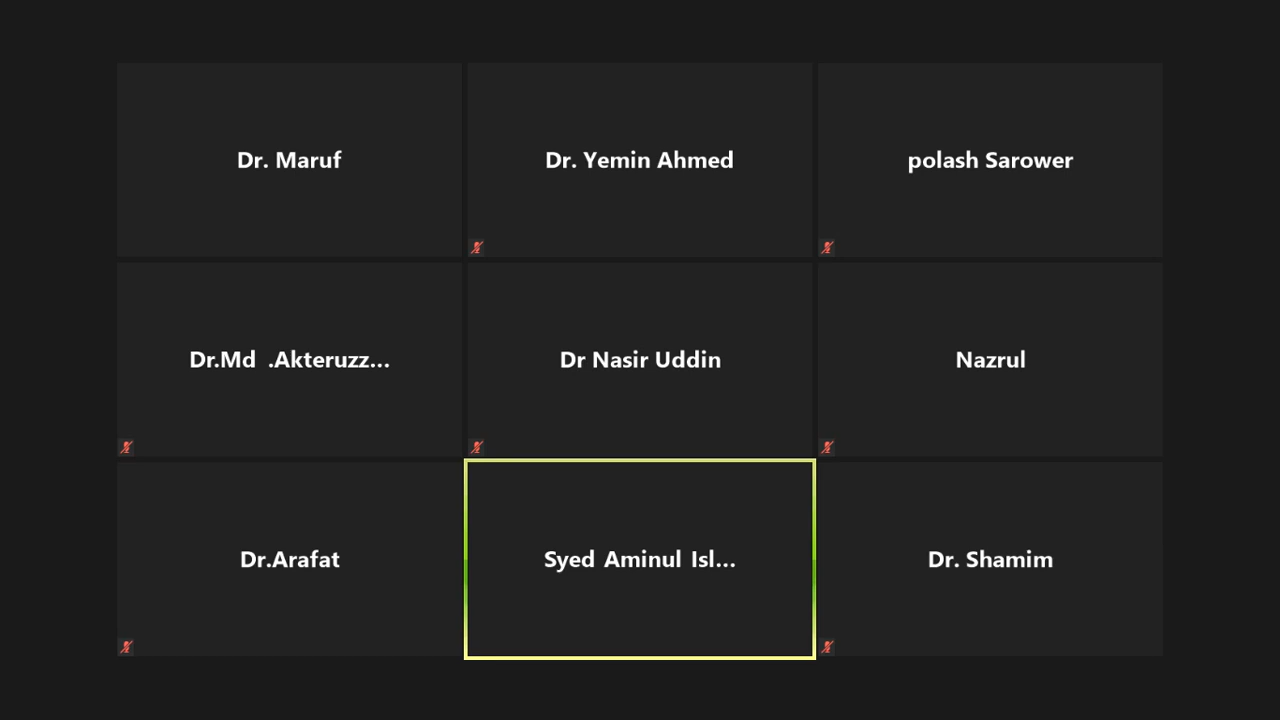 Dr. Maruf
Dr. Yemin Ahmed
polash Sarower
Dr.Md .Akteruzz...
Dr Nasir Uddin
Nazrul
Dr.Arafat
Syed Aminul Isl...
Dr. Shamim